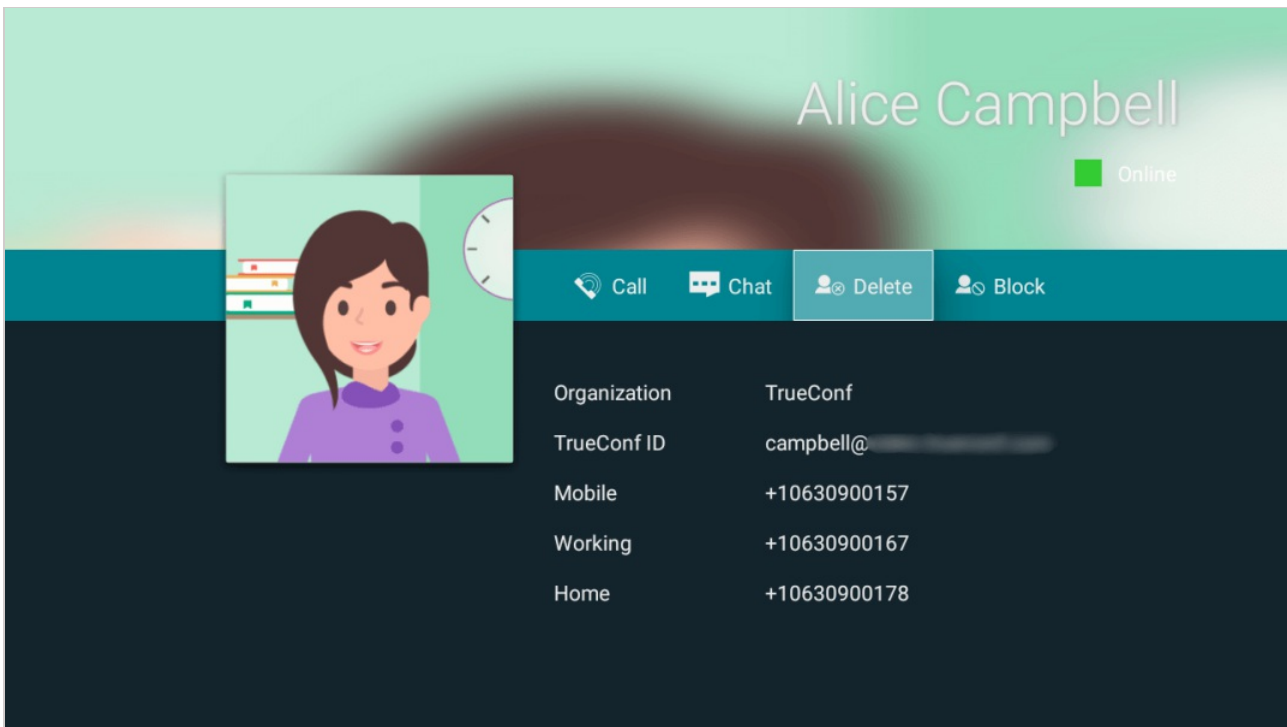 Alice Campbell
Online
Call Chat Delete Block
Organization TrueConf
TrueConf ID campbell@
Mobile +10630900157
Working +10630900167
Home +10630900178